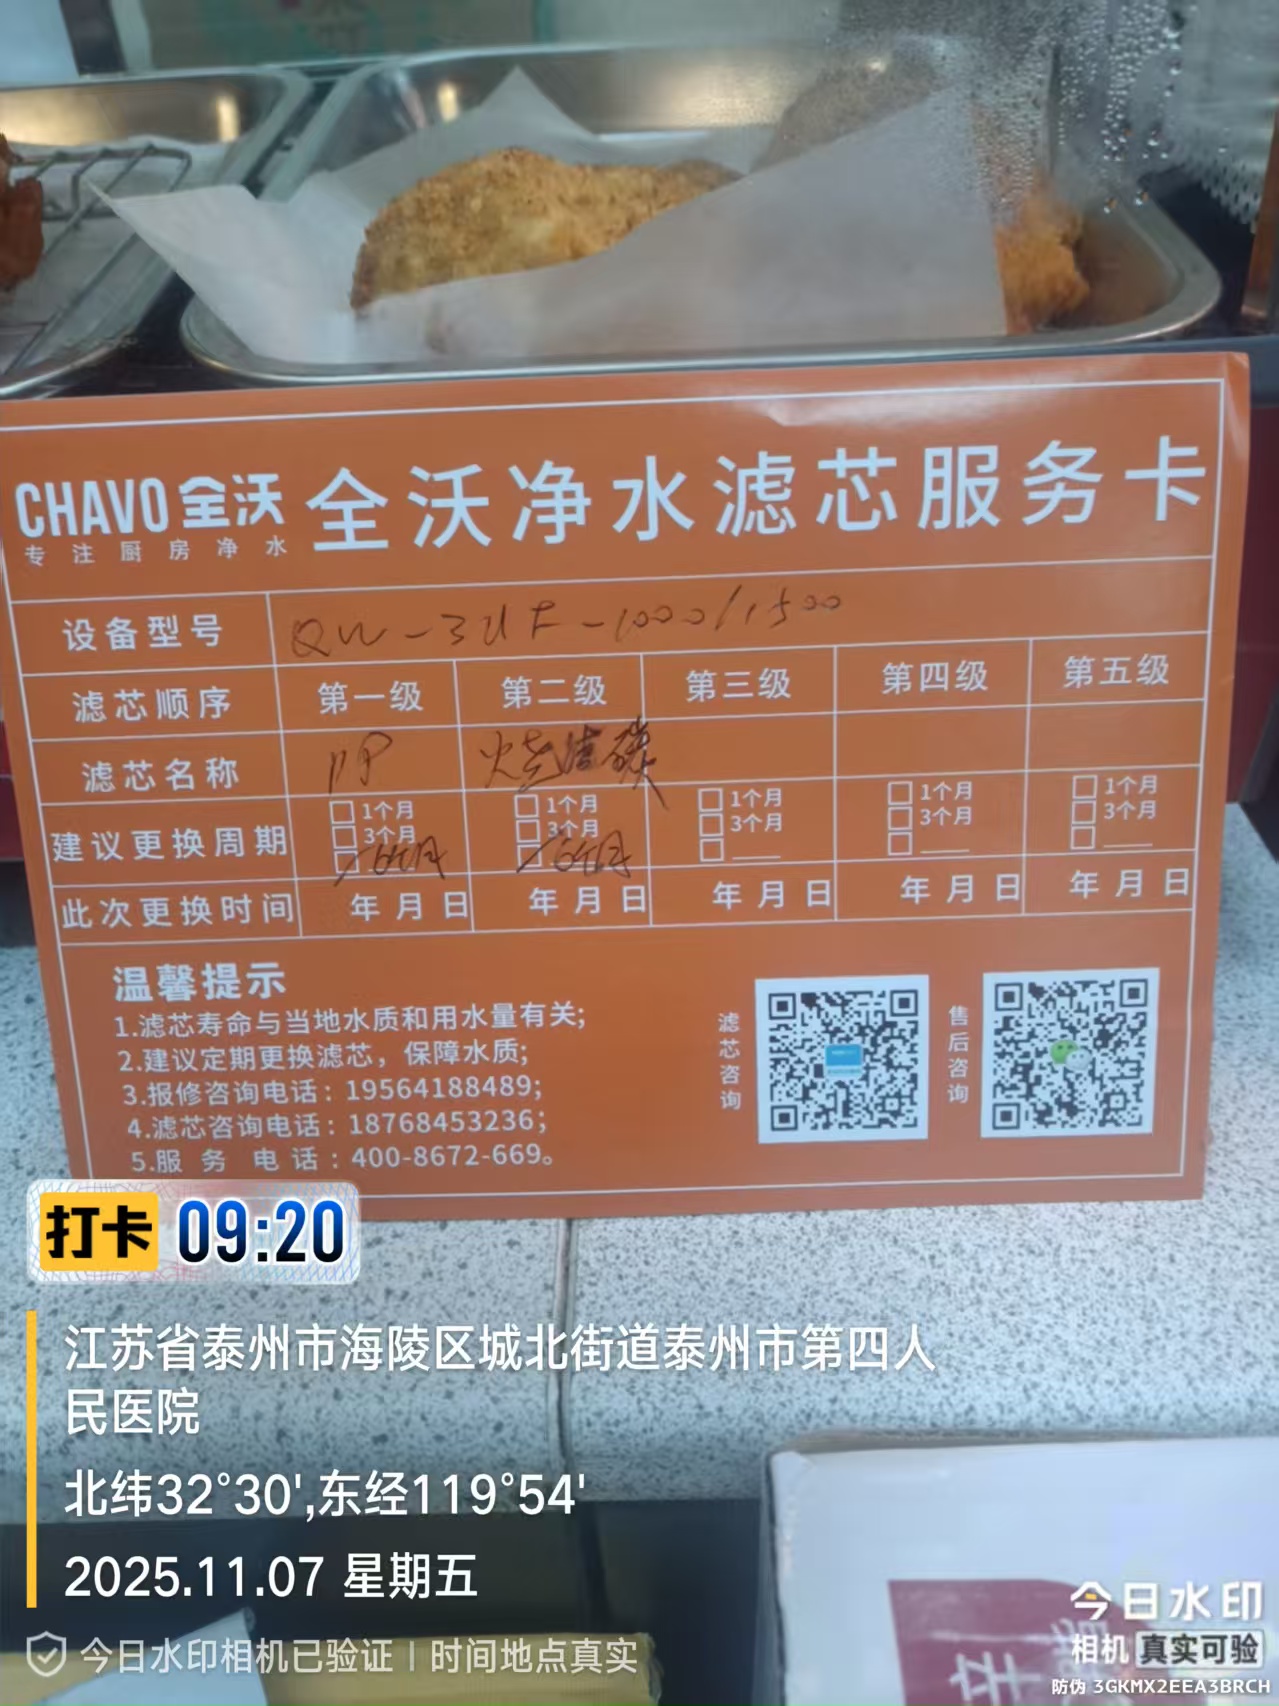 CHAVO 全沃
专注厨房净水
全沃净水滤芯服务卡
设备型号 QW-3UF-1000/1500
滤芯顺序 第一级 第二级 第三级 第四级 第五级
滤芯名称 PP 烧结碳
建议更换周期
1个月 1个月 1个月 1个月 1个月
3个月 3个月 3个月 3个月 3个月
6个月 6个月
此次更换时间 年月日 年月日 年月日 年月日 年月日
温馨提示
1.滤芯寿命与当地水质和用水量有关;
2.建议定期更换滤芯，保障水质;
3.报修咨询电话：19564188489;
4.滤芯咨询电话：18768453236;
5.服务电话：400-8672-669。
滤芯咨询
售后咨询
打卡 09:20
江苏省泰州市海陵区城北街道泰州市第四人
民医院
北纬32°30',东经119°54'
2025.11.07 星期五
今日水印相机已验证 | 时间地点真实
今日水印
相机 真实可验
防伪 3GKMX2EEA3BRCH